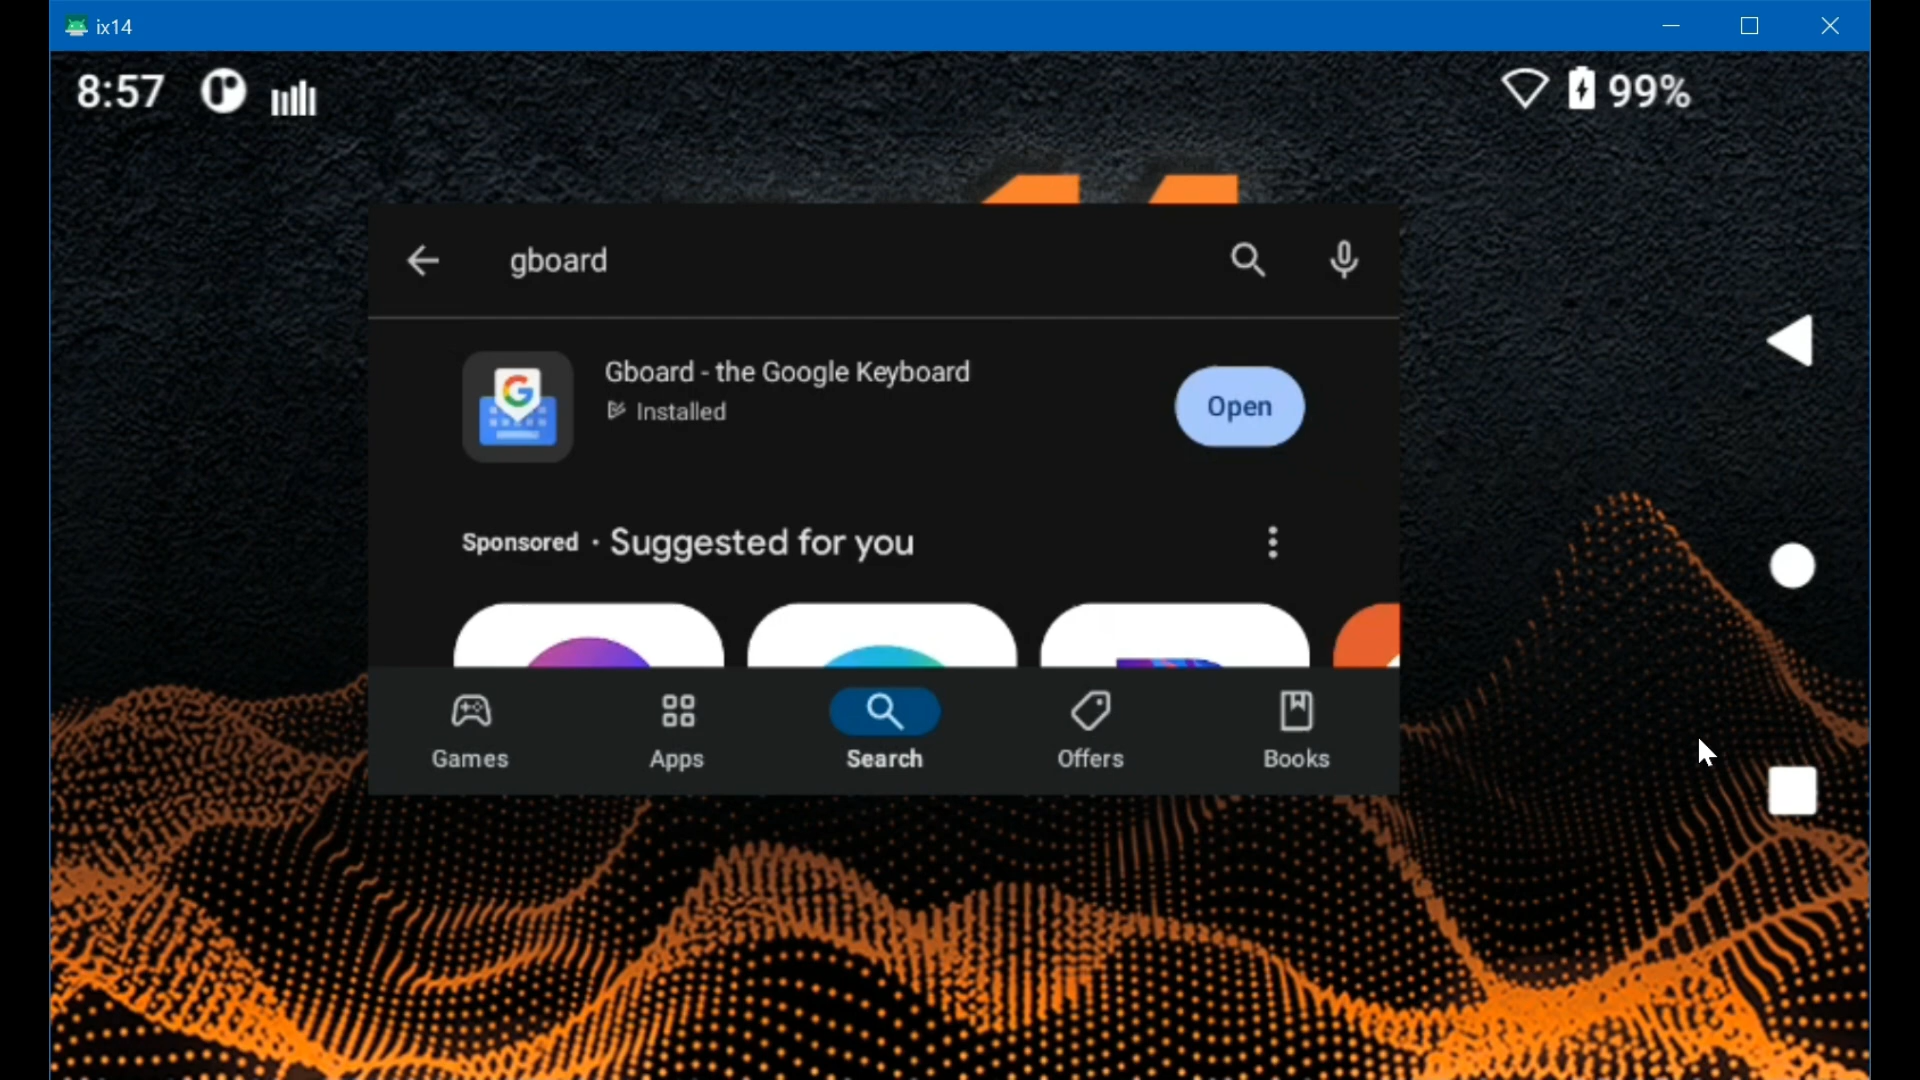 ix14
8:57
99%
gboard
Gboard - the Google Keyboard
Installed
Open
Sponsored · Suggested for you
Games
Apps
Search
Offers
Books